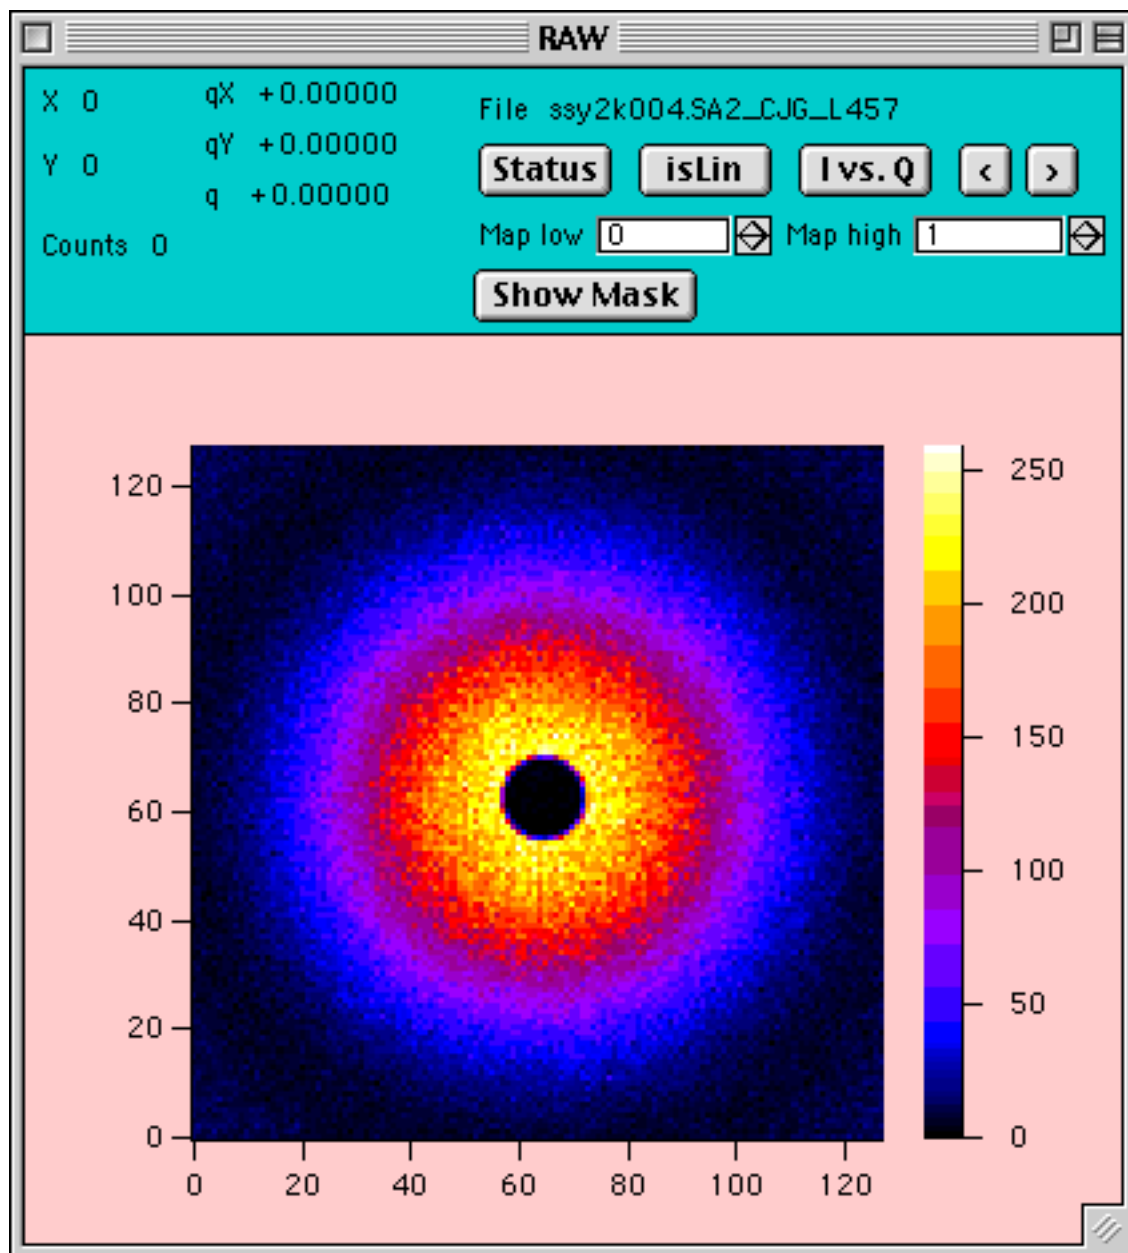 RAW
X 0
qX +0.00000
File ssy2k004.SA2_CJG_L457
Y 0
qY +0.00000
Status isLin I vs. Q < >
q +0.00000
Counts 0
Map low 0 Map high 1
Show Mask
120
100
80
60
40
20
0
0 20 40 60 80 100 120
250
200
150
100
50
0